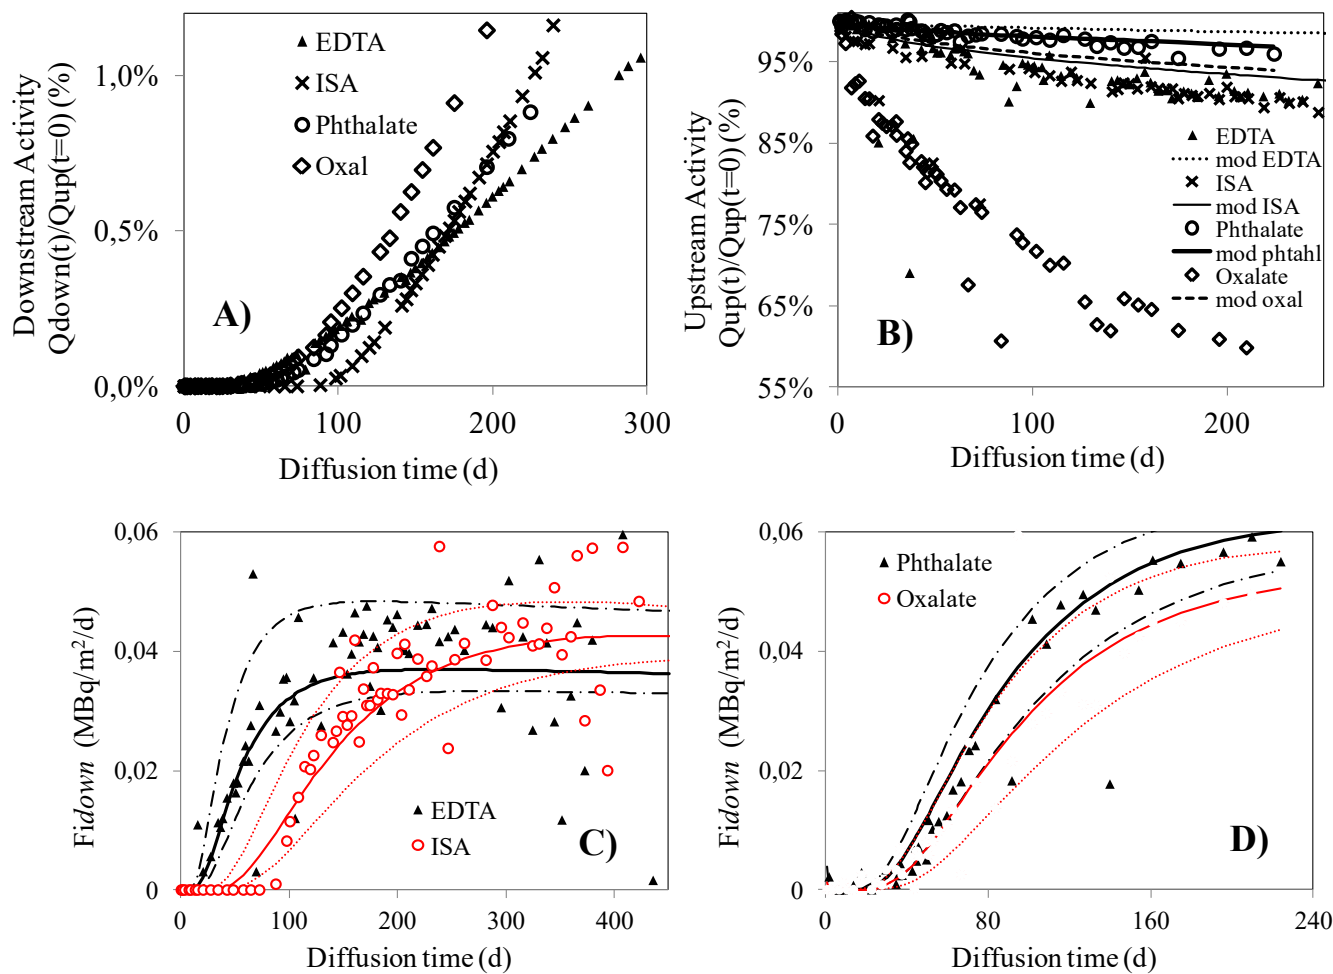 Downstream Activity
Qdown(t)/Qup(t=0) (%)
1,0%
0,5%
0,0%
EDTA
ISA
Phthalate
Oxal
A)
0
100
200
300
Diffusion time (d)
Upstream Activity
Qup(t)/Qup(t=0) (%)
95%
85%
75%
65%
55%
EDTA
mod EDTA
ISA
mod ISA
Phthalate
mod phtahl
Oxalate
mod oxal
B)
0
100
200
Diffusion time (d)
Fidown (MBq/m²/d)
0,06
0,04
0,02
0
EDTA
ISA
C)
0
100
200
300
400
Diffusion time (d)
Fidown (MBq/m²/d)
0,06
0,04
0,02
0
Phthalate
Oxalate
D)
0
80
160
240
Diffusion time (d)